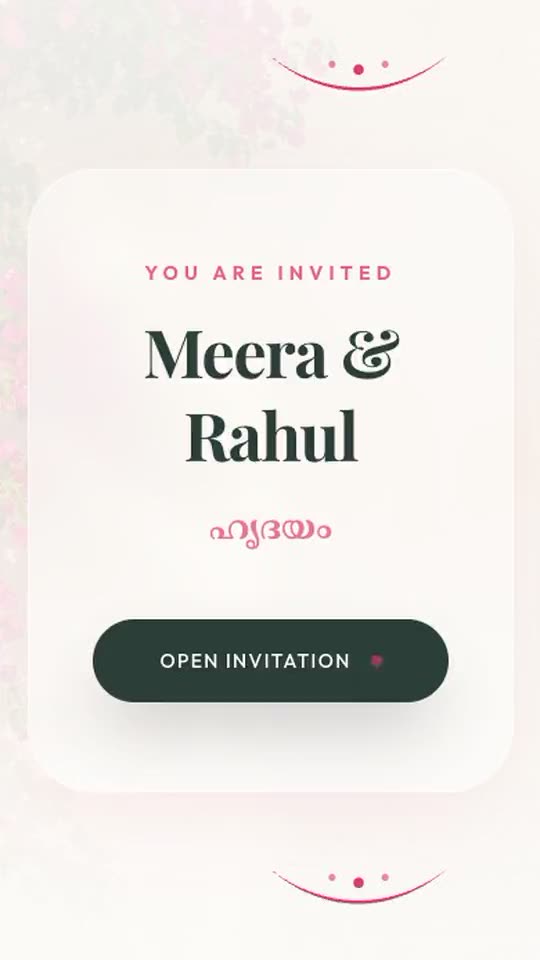 YOU ARE INVITED
Meera &
Rahul
ഹൃദയം
OPEN INVITATION